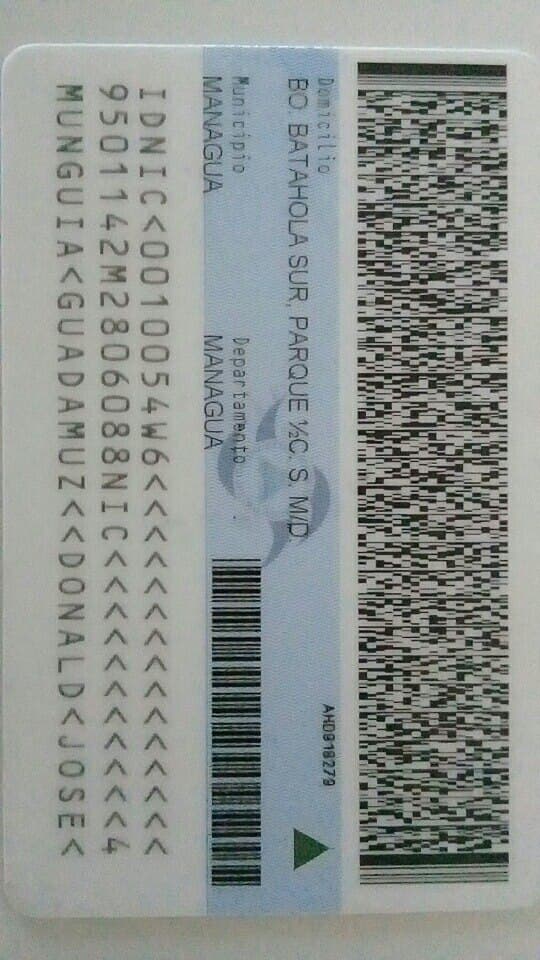 Domicilio
BO. BATAHOLA SUR, PARQUE ½C. S. M/D
Municipio Departamento
MANAGUA MANAGUA
AHD918279
IDNIC<0010054W6<<<<<<<<<<<<<<<
9501142M2806088NIC<<<<<<<<<<<4
MUNGUIA<GUADAMUZ<<DONALD<JOSE<